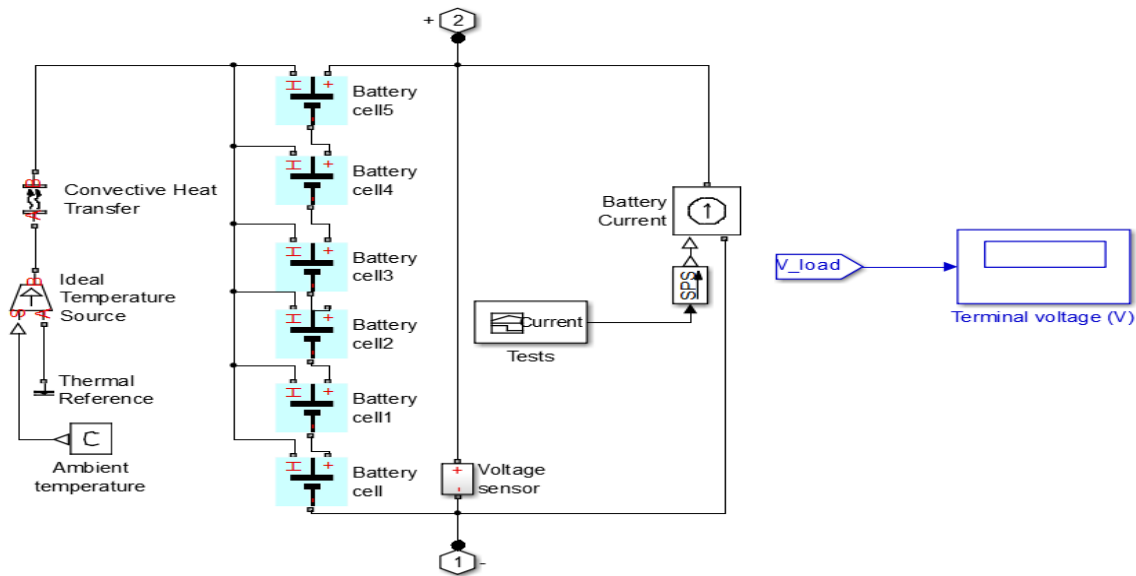 + 2
H +
Battery
cell5
H +
Battery
cell4
B
A
Convective Heat
Transfer
H +
Battery
cell3
Battery
Current
V_load
Terminal voltage (V)
B
S A
Ideal
Temperature
Source
SPS
Current
Tests
H +
Battery
cell2
Thermal
Reference
H +
Battery
cell1
C
Ambient
temperature
H +
Battery
cell
+
-
Voltage
sensor
1 -